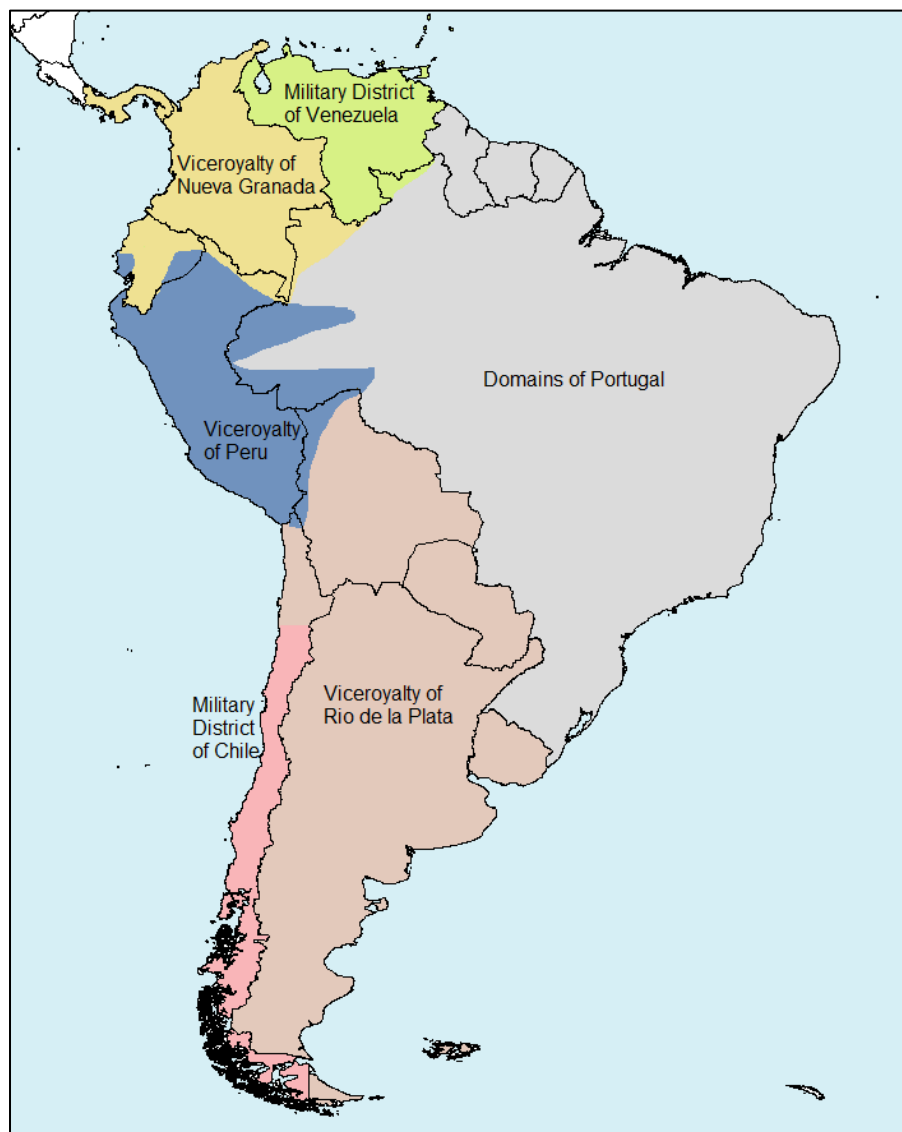 Military District
of Venezuela
Viceroyalty of
Nueva Granada
Domains of Portugal
Viceroyalty
of Peru
Viceroyalty of
Rio de la Plata
Military
District
of Chile